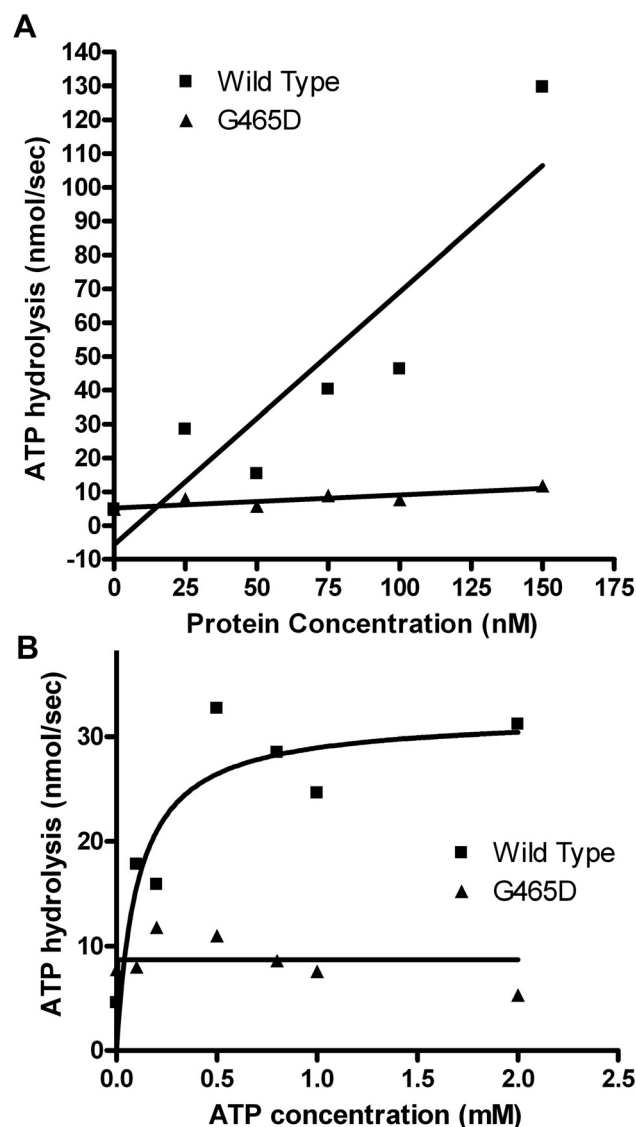 A
140
130
120
110
100
90
80
70
60
50
40
30
20
10
0
-10
ATP hydrolysis (nmol/sec)
Wild Type
G465D
0 25 50 75 100 125 150 175
Protein Concentration (nM)
B
30
20
10
0
ATP hydrolysis (nmol/sec)
Wild Type
G465D
0.0 0.5 1.0 1.5 2.0 2.5
ATP concentration (mM)